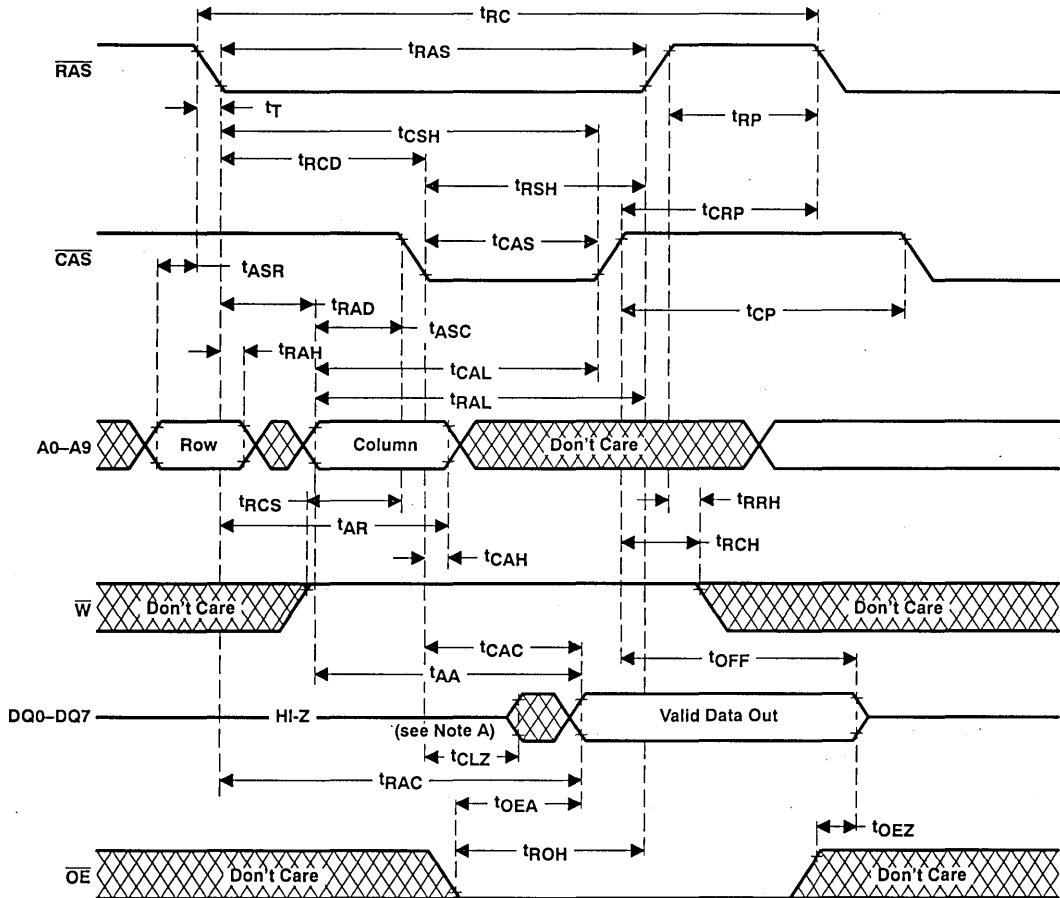 tRC
tRAS
RAS
tT
tRP
tCSH
tRCD
tRSH
tCRP
tCAS
CAS
tASR
tRAD
tCP
tASC
tRAH
tCAL
tRAL
A0–A9 Row Column Don't Care
tRCS
tRRH
tAR
tRCH
tCAH
W Don't Care Don't Care
tCAC
tOFF
tAA
DQ0–DQ7 HI-Z Valid Data Out
(see Note A)
tCLZ
tRAC
tOEA
tOEZ
tROH
OE Don't Care Don't Care